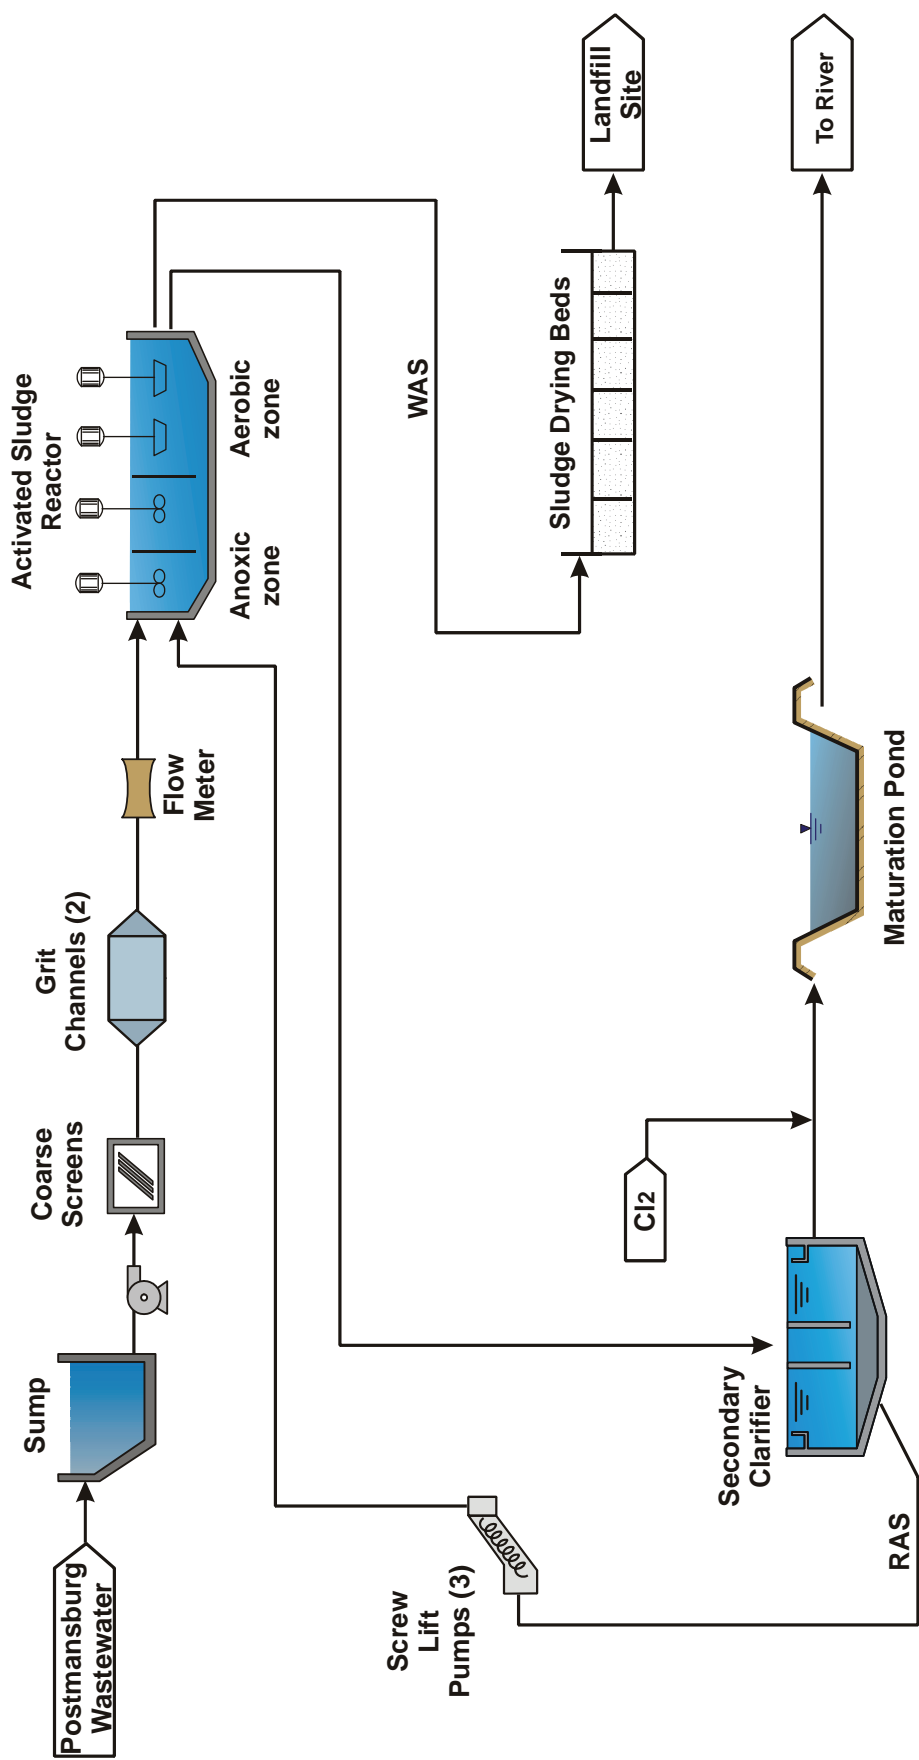 Postmansburg
Wastewater
Sump
Coarse
Screens
Grit
Channels (2)
Flow
Meter
Activated Sludge
Reactor
Anoxic
zone
Aerobic
zone
Screw
Lift
Pumps (3)
WAS
Sludge Drying Beds
Landfill
Site
RAS
Secondary
Clarifier
Cl2
Maturation Pond
To River